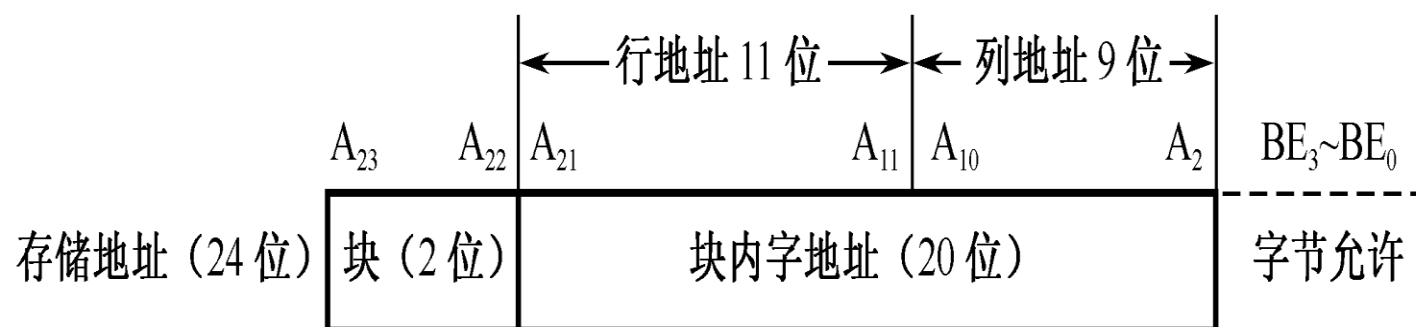 行地址 11 位 列地址 9 位
A₂₃ A₂₂ A₂₁ A₁₁ A₁₀ A₂ BE₃~BE₀
存储地址（24 位） 块（2 位） 块内字地址（20 位） 字节允许